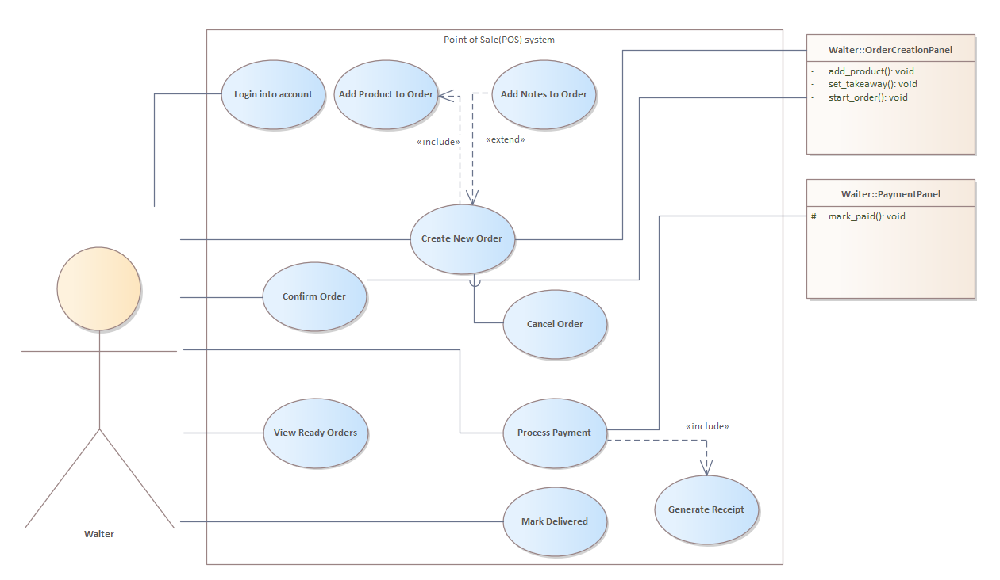 Point of Sale(POS) system
Login into account
Add Product to Order
Add Notes to Order
«include»
«extend»
Create New Order
Confirm Order
Cancel Order
View Ready Orders
Process Payment
«include»
Mark Delivered
Generate Receipt
Waiter
Waiter::OrderCreationPanel
- add_product(): void
- set_takeaway(): void
- start_order(): void
Waiter::PaymentPanel
# mark_paid(): void